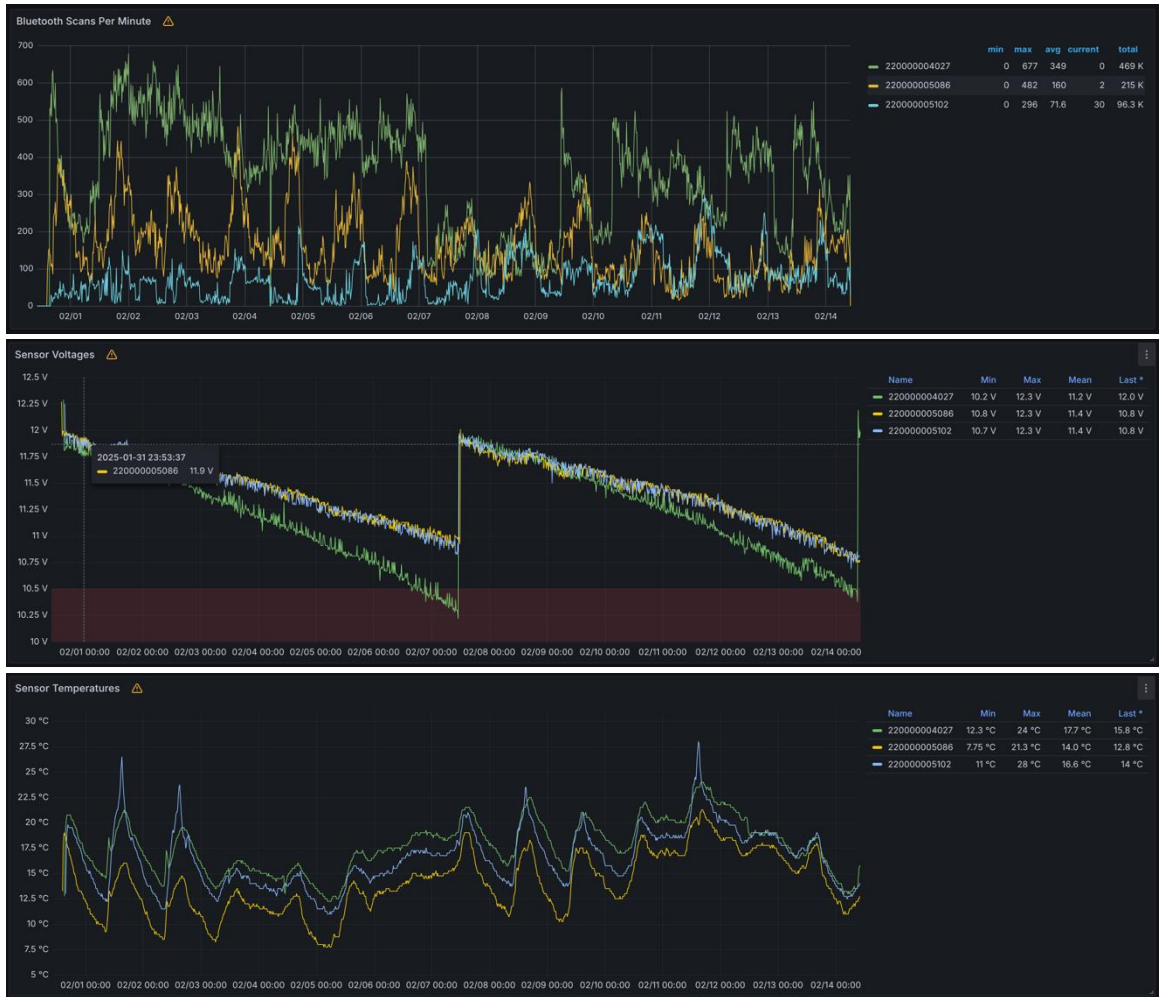 Bluetooth Scans Per Minute
700
600
500
400
300
200
100
0
02/01 02/02 02/03 02/04 02/05 02/06 02/07 02/08 02/09 02/10 02/11 02/12 02/13 02/14
min max avg current total
220000004027 0 677 349 0 469 K
220000005086 0 482 160 2 215 K
220000005102 0 296 71.6 30 96.3 K
Sensor Voltages
12.5 V
12.25 V
12 V
11.75 V
11.5 V
11.25 V
11 V
10.75 V
10.5 V
10.25 V
10 V
2025-01-31 23:53:37
220000005086 11.9 V
02/01 00:00 02/02 00:00 02/03 00:00 02/04 00:00 02/05 00:00 02/06 00:00 02/07 00:00 02/08 00:00 02/09 00:00 02/10 00:00 02/11 00:00 02/12 00:00 02/13 00:00 02/14 00:00
Name Min Max Mean Last *
220000004027 10.2 V 12.3 V 11.2 V 12.0 V
220000005086 10.8 V 12.3 V 11.4 V 10.8 V
220000005102 10.7 V 12.3 V 11.4 V 10.8 V
Sensor Temperatures
30 °C
27.5 °C
25 °C
22.5 °C
20 °C
17.5 °C
15 °C
12.5 °C
10 °C
7.5 °C
5 °C
02/01 00:00 02/02 00:00 02/03 00:00 02/04 00:00 02/05 00:00 02/06 00:00 02/07 00:00 02/08 00:00 02/09 00:00 02/10 00:00 02/11 00:00 02/12 00:00 02/13 00:00 02/14 00:00
Name Min Max Mean Last *
220000004027 12.3 °C 24 °C 17.7 °C 15.8 °C
220000005086 7.75 °C 21.3 °C 14.0 °C 12.8 °C
220000005102 11 °C 28 °C 16.6 °C 14 °C